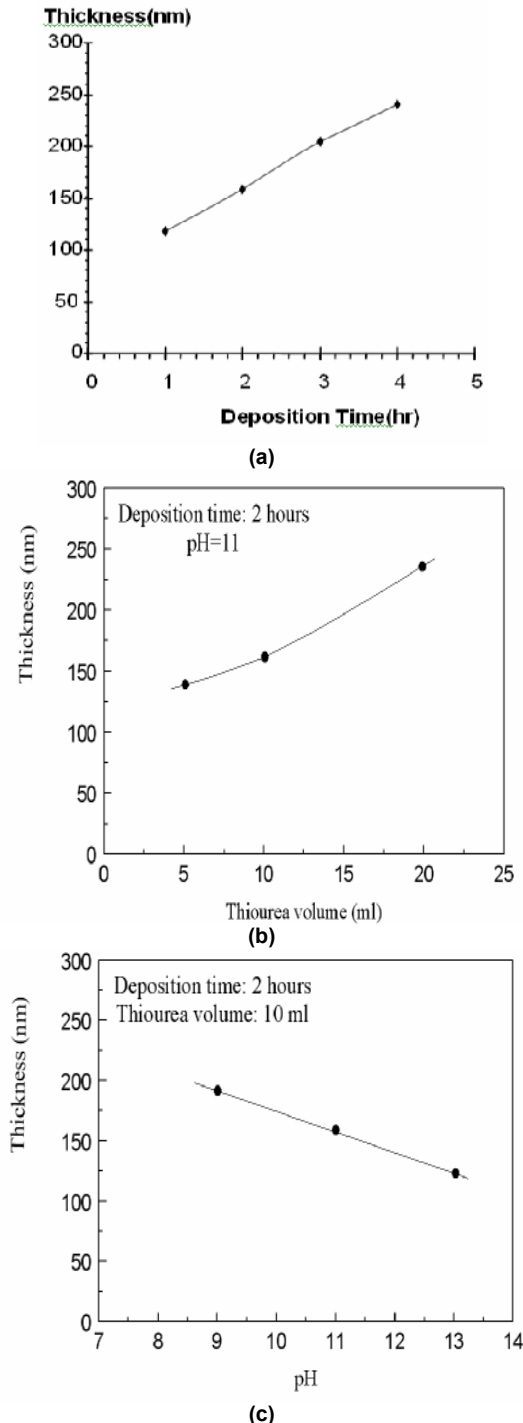 Thickness(nm)
300
250
200
150
100
50
0
0 1 2 3 4 5
Deposition Time(hr)
(a)
300
250
200
150
100
50
0
Thickness (nm)
Deposition time: 2 hours
pH=11
0 5 10 15 20 25
Thiourea volume (ml)
(b)
300
250
200
150
100
50
0
Thickness (nm)
Deposition time: 2 hours
Thiourea volume: 10 ml
7 8 9 10 11 12 13 14
pH
(c)